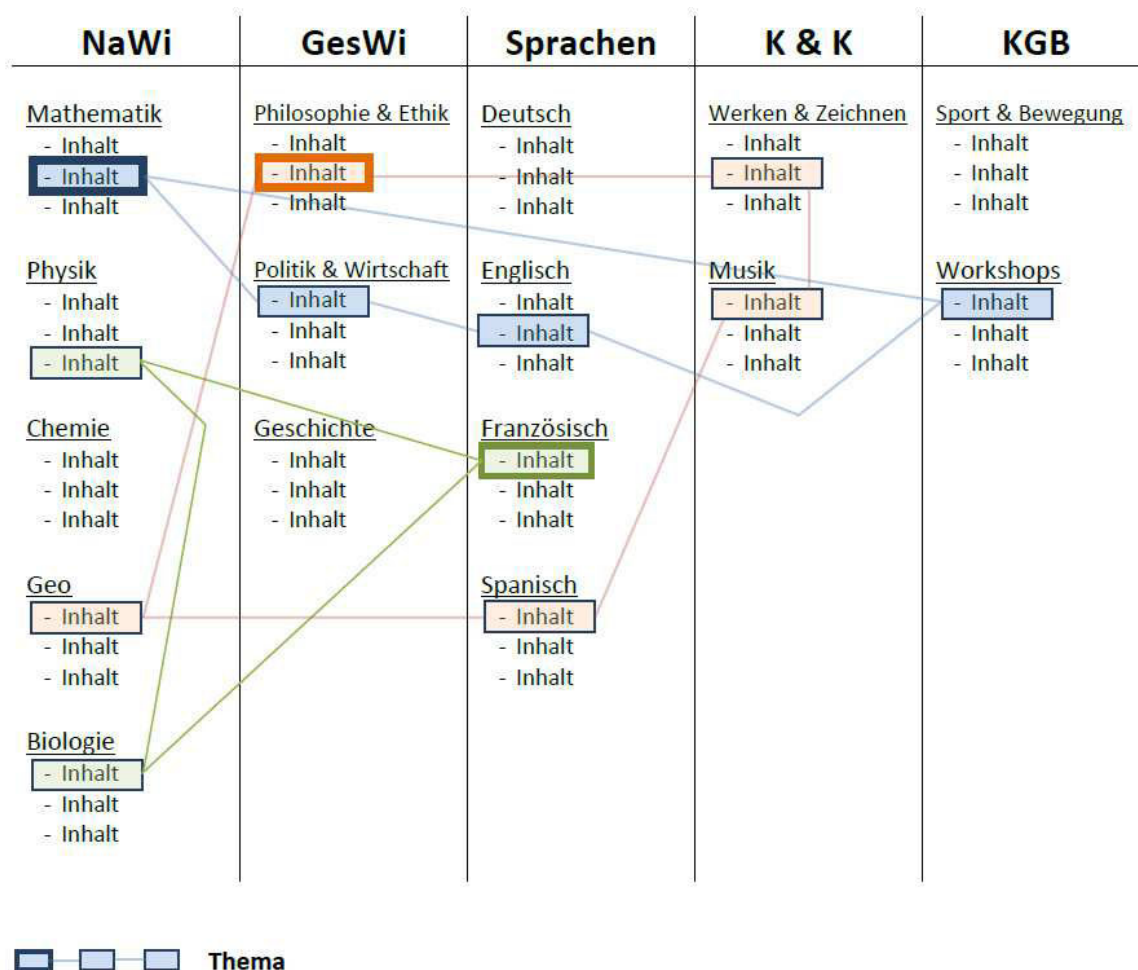 NaWi
GesWi
Sprachen
K & K
KGB
Mathematik
- Inhalt
- Inhalt
- Inhalt
Physik
- Inhalt
- Inhalt
- Inhalt
Chemie
- Inhalt
- Inhalt
- Inhalt
Geo
- Inhalt
- Inhalt
- Inhalt
Biologie
- Inhalt
- Inhalt
- Inhalt
Philosophie & Ethik
- Inhalt
- Inhalt
- Inhalt
Politik & Wirtschaft
- Inhalt
- Inhalt
- Inhalt
Geschichte
- Inhalt
- Inhalt
- Inhalt
Deutsch
- Inhalt
- Inhalt
- Inhalt
Englisch
- Inhalt
- Inhalt
- Inhalt
Französisch
- Inhalt
- Inhalt
- Inhalt
Spanisch
- Inhalt
- Inhalt
- Inhalt
Werken & Zeichnen
- Inhalt
- Inhalt
- Inhalt
Musik
- Inhalt
- Inhalt
- Inhalt
Sport & Bewegung
- Inhalt
- Inhalt
- Inhalt
Workshops
- Inhalt
- Inhalt
- Inhalt
Thema